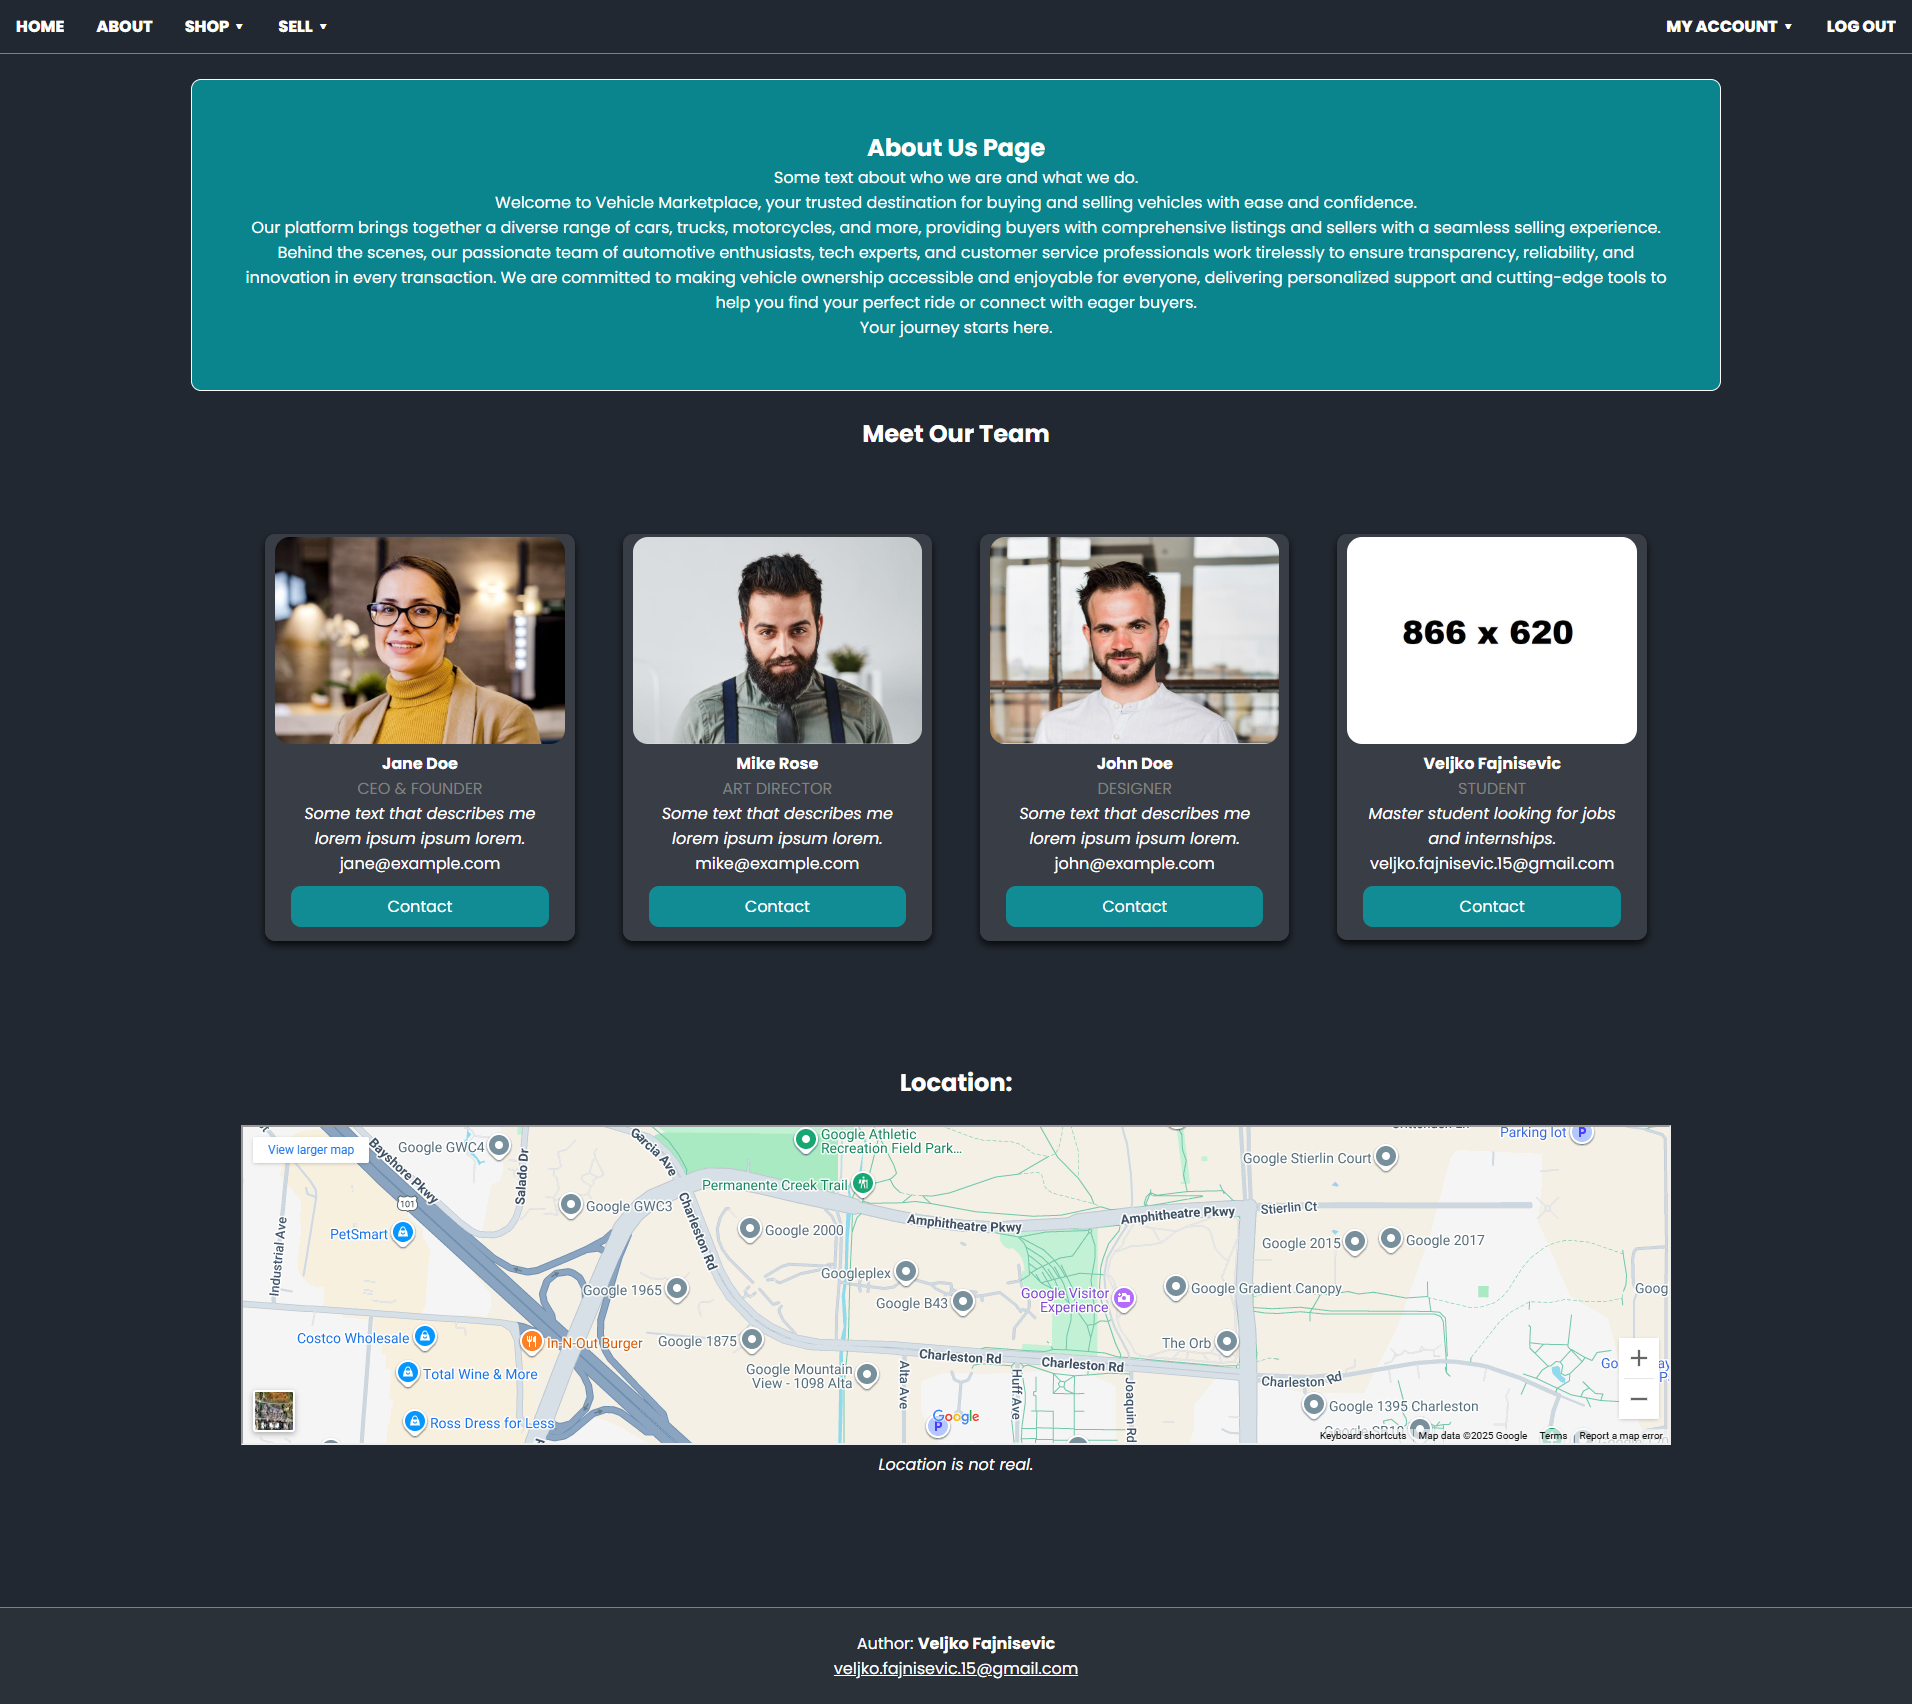 HOME ABOUT SHOP ▼ SELL ▼ MY ACCOUNT ▼ LOG OUT
About Us Page
Some text about who we are and what we do.
Welcome to Vehicle Marketplace, your trusted destination for buying and selling vehicles with ease and confidence.
Our platform brings together a diverse range of cars, trucks, motorcycles, and more, providing buyers with comprehensive listings and sellers with a seamless selling experience.
Behind the scenes, our passionate team of automotive enthusiasts, tech experts, and customer service professionals work tirelessly to ensure transparency, reliability, and
innovation in every transaction. We are committed to making vehicle ownership accessible and enjoyable for everyone, delivering personalized support and cutting-edge tools to
help you find your perfect ride or connect with eager buyers.
Your journey starts here.
Meet Our Team
866 x 620
Jane Doe
CEO & FOUNDER
Some text that describes me
lorem ipsum ipsum lorem.
jane@example.com
Contact
Mike Rose
ART DIRECTOR
Some text that describes me
lorem ipsum ipsum lorem.
mike@example.com
Contact
John Doe
DESIGNER
Some text that describes me
lorem ipsum ipsum lorem.
john@example.com
Contact
Veljko Fajnisevic
STUDENT
Master student looking for jobs
and internships.
veljko.fajnisevic.15@gmail.com
Contact
Location:
View larger map
Bayshore Pkwy
Google GWC4
Salado Dr
Garcia Ave
Google Athletic
Recreation Field Park...
Parking lot P
Google Stierlin Court
Permanente Creek Trail
101
Google GWC3
Charleston Rd
Amphitheatre Pkwy
Amphitheatre Pkwy
Stierlin Ct
PetSmart
Industrial Ave
Google 2000
Google 2015
Google 2017
Googleplex
Google 1965
Google B43
Google Visitor
Experience
Google Gradient Canopy
Goog
Costco Wholesale
In-N-Out Burger
Google 1875
The Orb
Charleston Rd
Charleston Rd
Total Wine & More
Google Mountain
View - 1098 Alta
Alta Ave
Huff Ave
Joaquin Rd
Charleston Rd
Google 1395 Charleston
Ross Dress for Less
Google
P
Keyboard shortcuts Map data ©2025 Google Terms Report a map error
Location is not real.
Author: Veljko Fajnisevic
veljko.fajnisevic.15@gmail.com